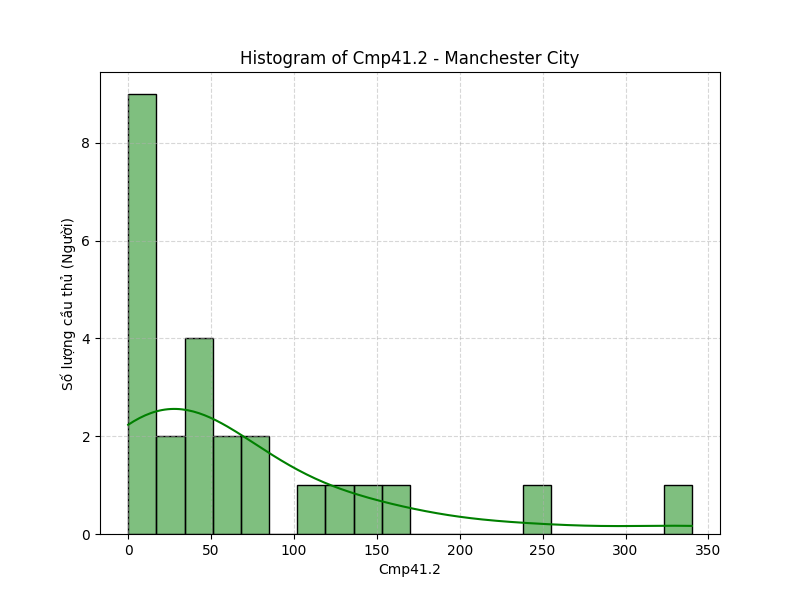 Histogram of Cmp41.2 - Manchester City
Số lượng cầu thủ (Người)
8
6
4
2
0
0 50 100 150 200 250 300 350
Cmp41.2